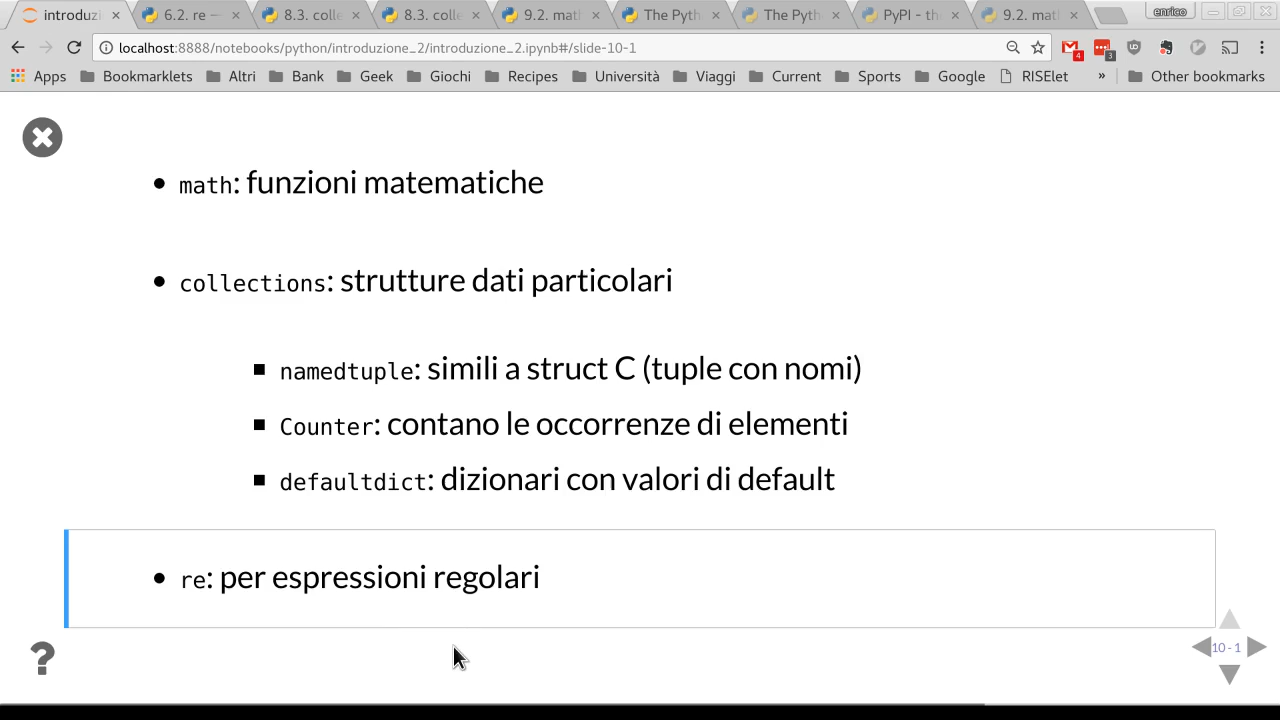 introduzi
6.2. re —
8.3. colle
8.3. colle
9.2. mat
The Pyth
The Pyth
PyPI - th
9.2. mat
enrico
localhost:8888/notebooks/python/introduzione_2/introduzione_2.ipynb#/slide-10-1
4
3
Apps Bookmarklets Altri Bank Geek Giochi Recipes Università Viaggi Current Sports Google RISElet » Other bookmarks
• math: funzioni matematiche
• collections: strutture dati particolari
▪ namedtuple: simili a struct C (tuple con nomi)
▪ Counter: contano le occorrenze di elementi
▪ defaultdict: dizionari con valori di default
• re: per espressioni regolari
?
10 - 1